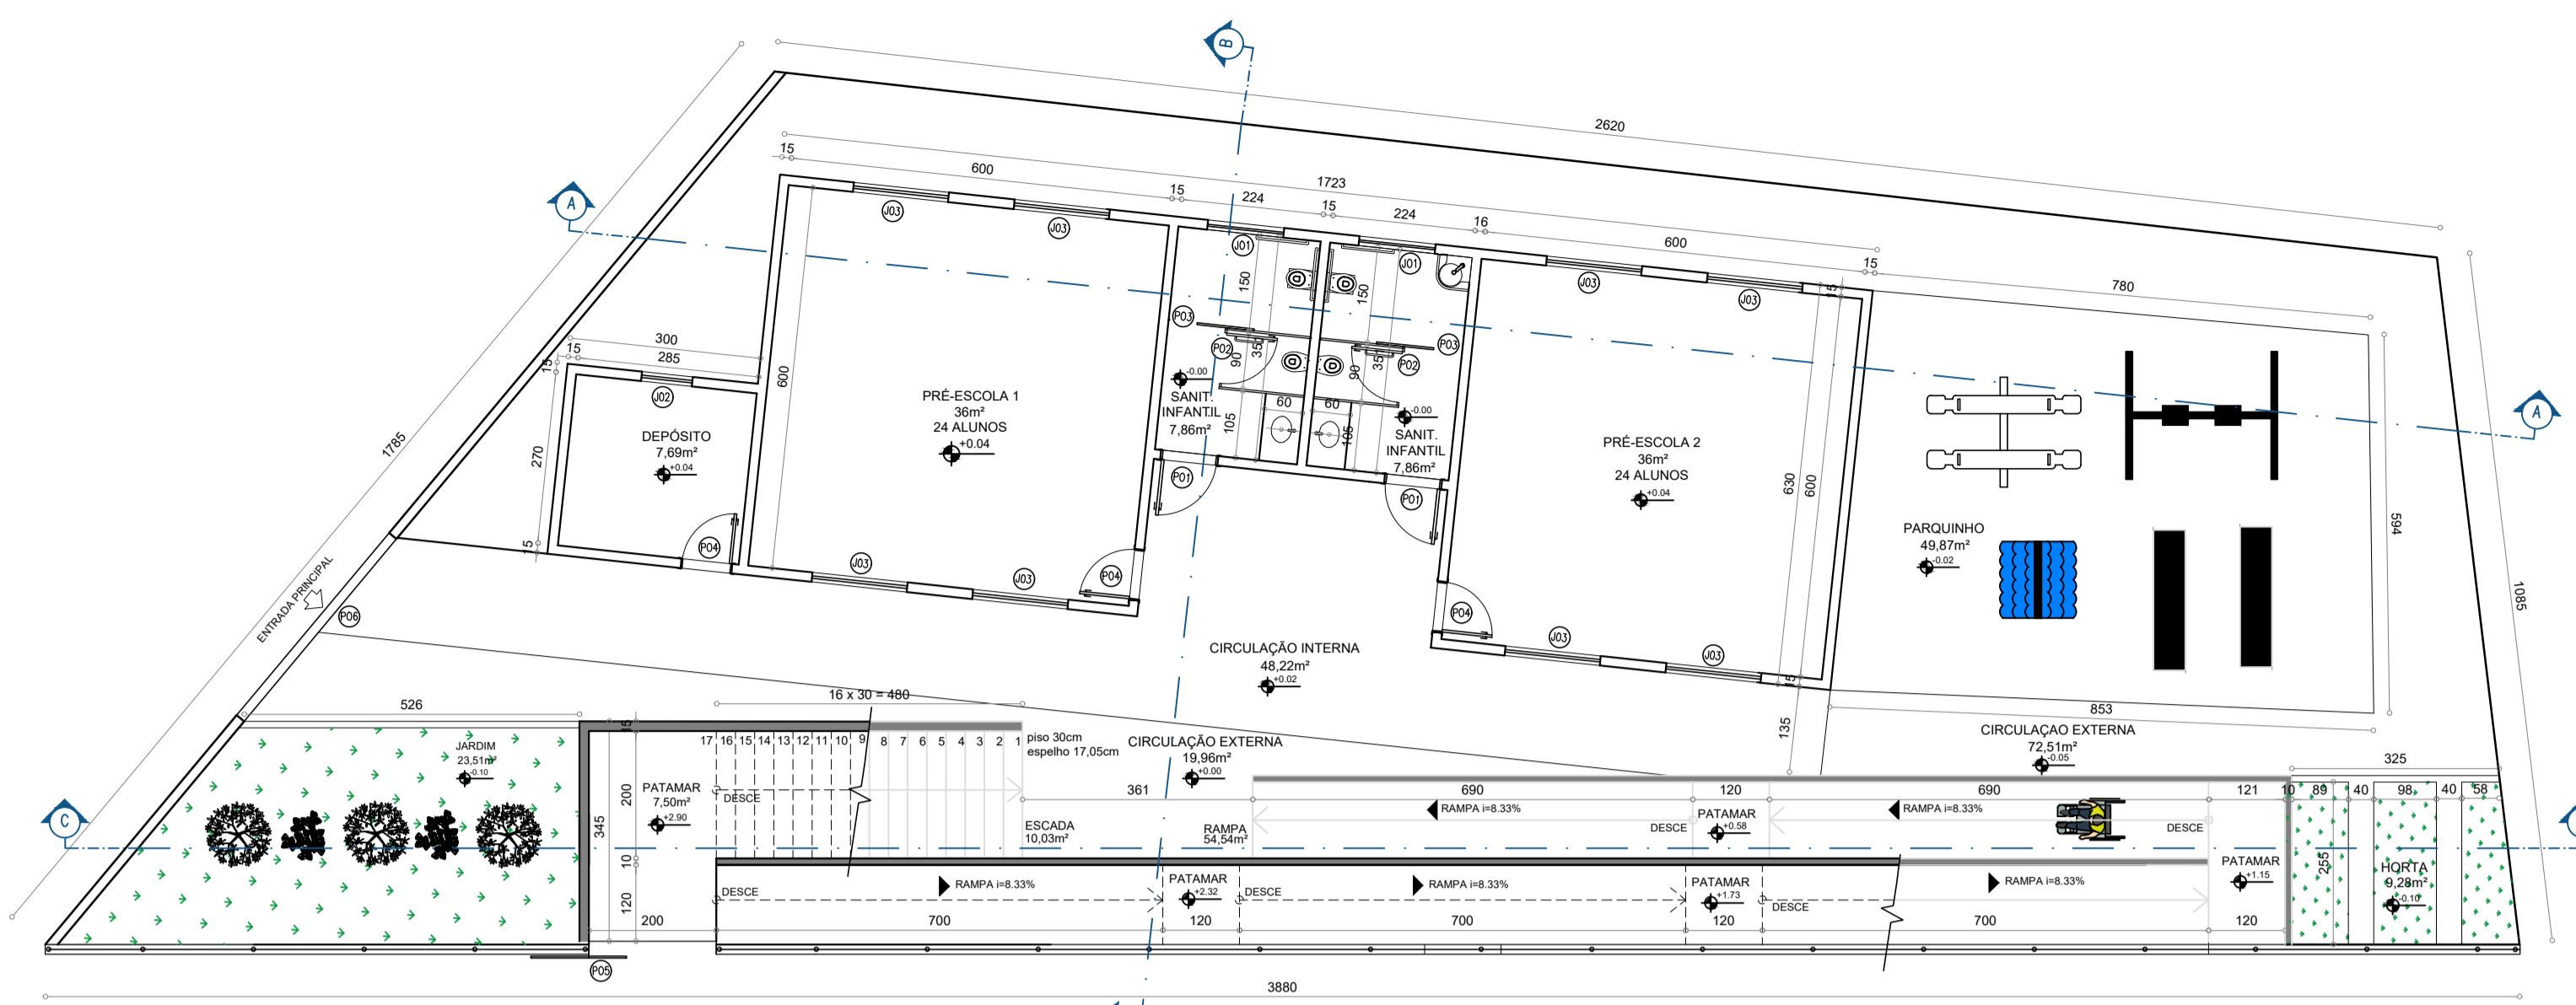 B
2620
15
600
1723
15
224
15
224
16
600
15
780
A
J03
J03
J01
J01
J03
J03
15
150
150
P03
P03
P02
P02
90
35
90
35
300
15
285
15
600
J02
DEPÓSITO
7,69m²
+0.04
270
15
P04
1785
PRÉ-ESCOLA 1
36m²
24 ALUNOS
+0.04
-0.00
SANIT.
INFANTIL
7,86m²
60
60
105
105
-0.00
SANIT.
INFANTIL
7,86m²
P01
P01
PRÉ-ESCOLA 2
36m²
24 ALUNOS
+0.04
630
600
A
PARQUINHO
49,87m²
-0.02
594
1085
J03
J03
P04
P04
J03
J03
15
ENTRADA PRINCIPAL
P06
CIRCULAÇÃO INTERNA
48,22m²
+0.02
853
135
526
16 x 30 = 480
15
JARDIM
23,51m²
-0.10
17 16 15 14 13 12 11 10 9 8 7 6 5 4 3 2 1
piso 30cm
espelho 17,05cm
CIRCULAÇÃO EXTERNA
19,96m²
+0.00
CIRCULAÇAO EXTERNA
72,51m²
-0.05
325
PATAMAR
7,50m²
+2.90
DESCE
200
345
10
120
361
690
120
690
121
10
89
40
98
40
58
ESCADA
10,03m²
RAMPA
54,54m²
RAMPA i=8.33%
DESCE
PATAMAR
+0.58
RAMPA i=8.33%
DESCE
C
255
HORTA
9,28m²
-0.10
PATAMAR
+1.15
DESCE
RAMPA i=8.33%
PATAMAR
+2.32
DESCE
RAMPA i=8.33%
PATAMAR
+1.73
DESCE
RAMPA i=8.33%
200
700
120
700
120
700
120
P05
3880